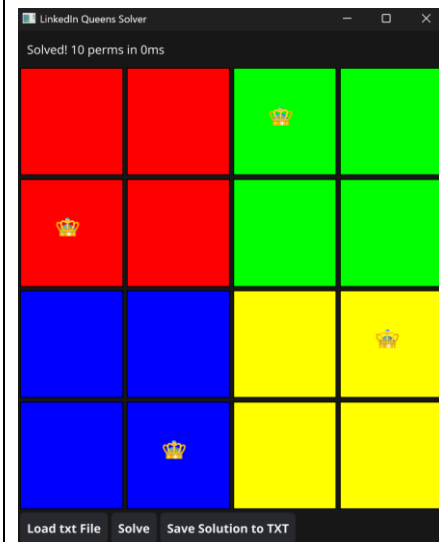 LinkedIn Queens Solver
Solved! 10 perms in 0ms
Load txt File Solve Save Solution to TXT